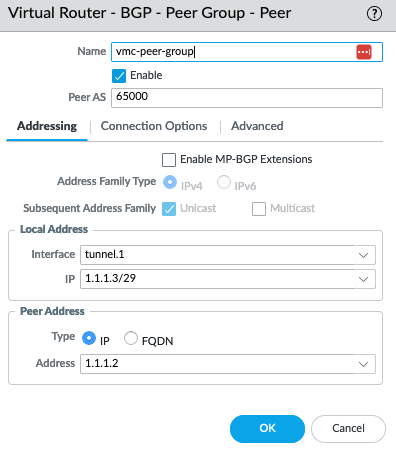 Virtual Router - BGP - Peer Group - Peer ?
Name vmc-peer-group
Enable
Peer AS 65000
Addressing Connection Options Advanced
Enable MP-BGP Extensions
Address Family Type IPv4 IPv6
Subsequent Address Family Unicast Multicast
Local Address
Interface tunnel.1
IP 1.1.1.3/29
Peer Address
Type IP FQDN
Address 1.1.1.2
OK Cancel